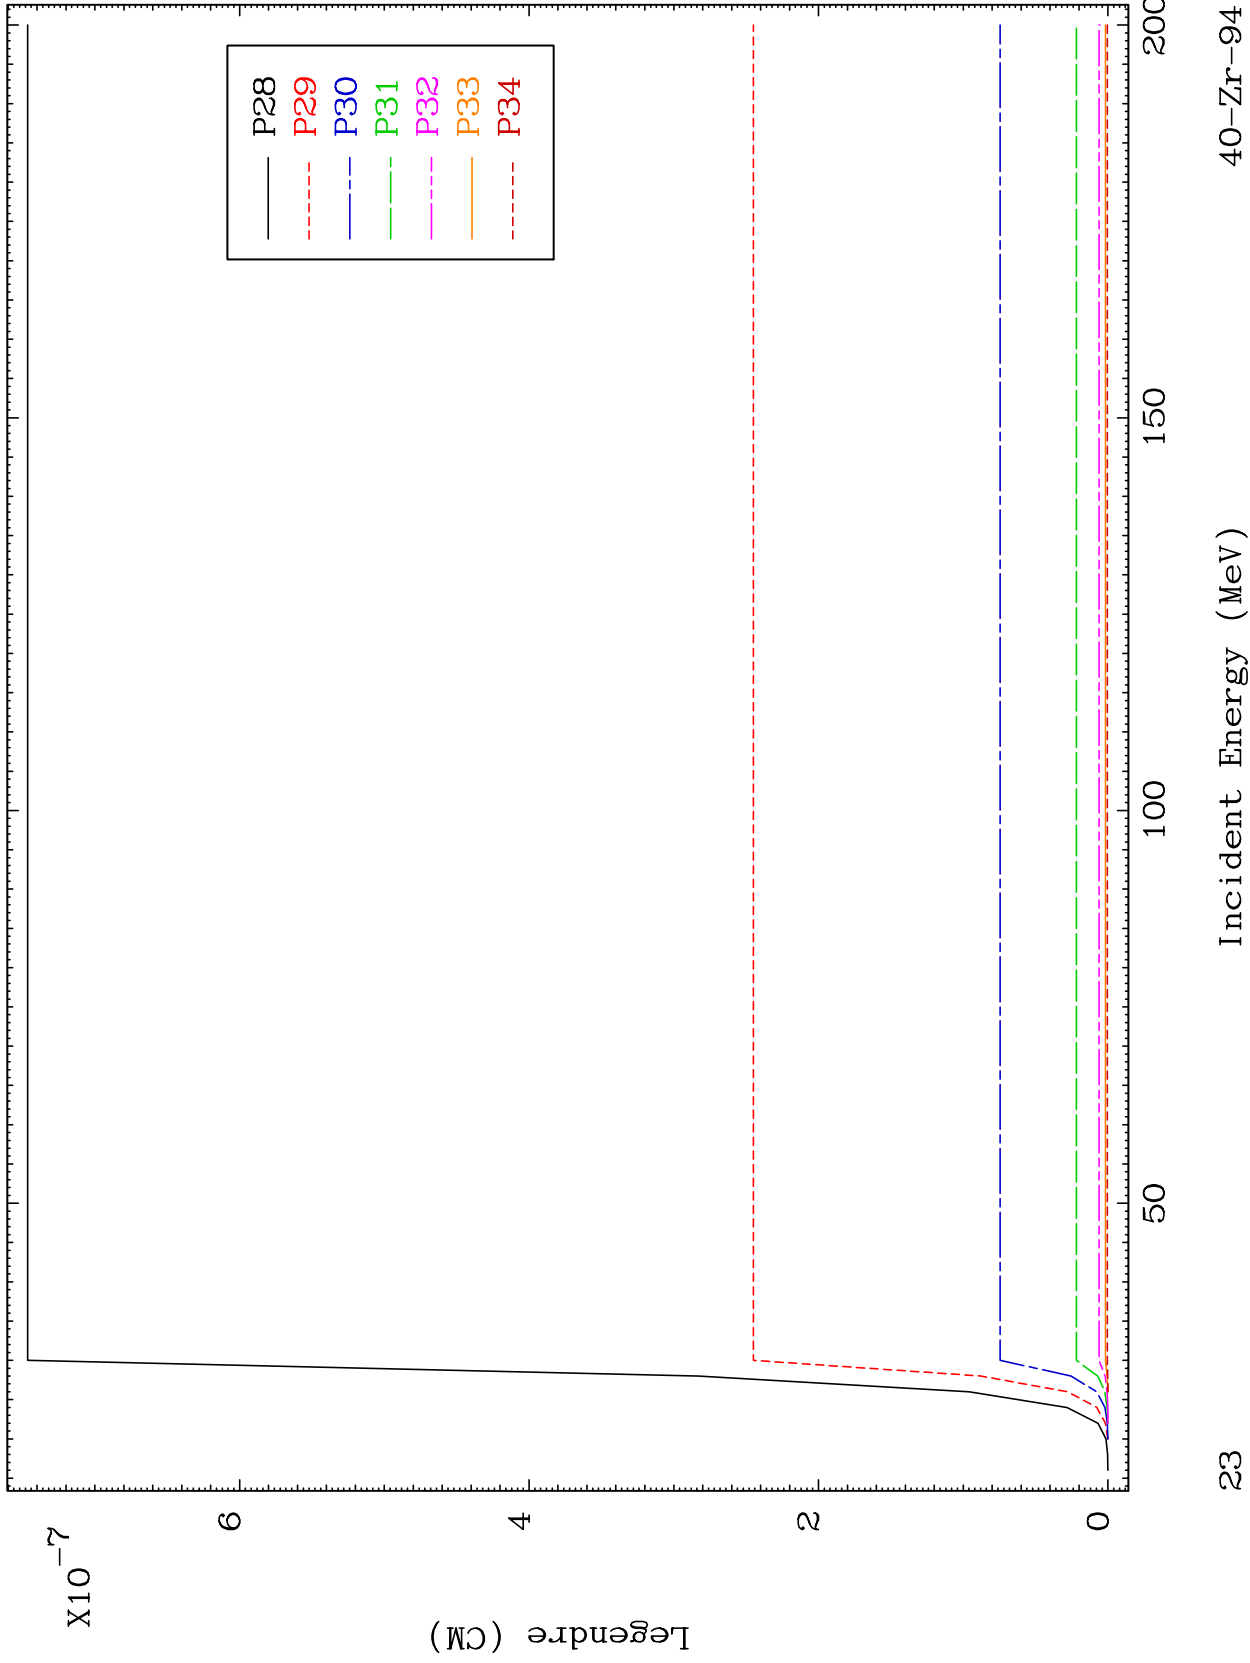 X10-7
Legendre (CM)
6
4
2
0
P28
P29
P30
P31
P32
P33
P34
50
100
150
200
23
Incident Energy (MeV)
40-Zr-94